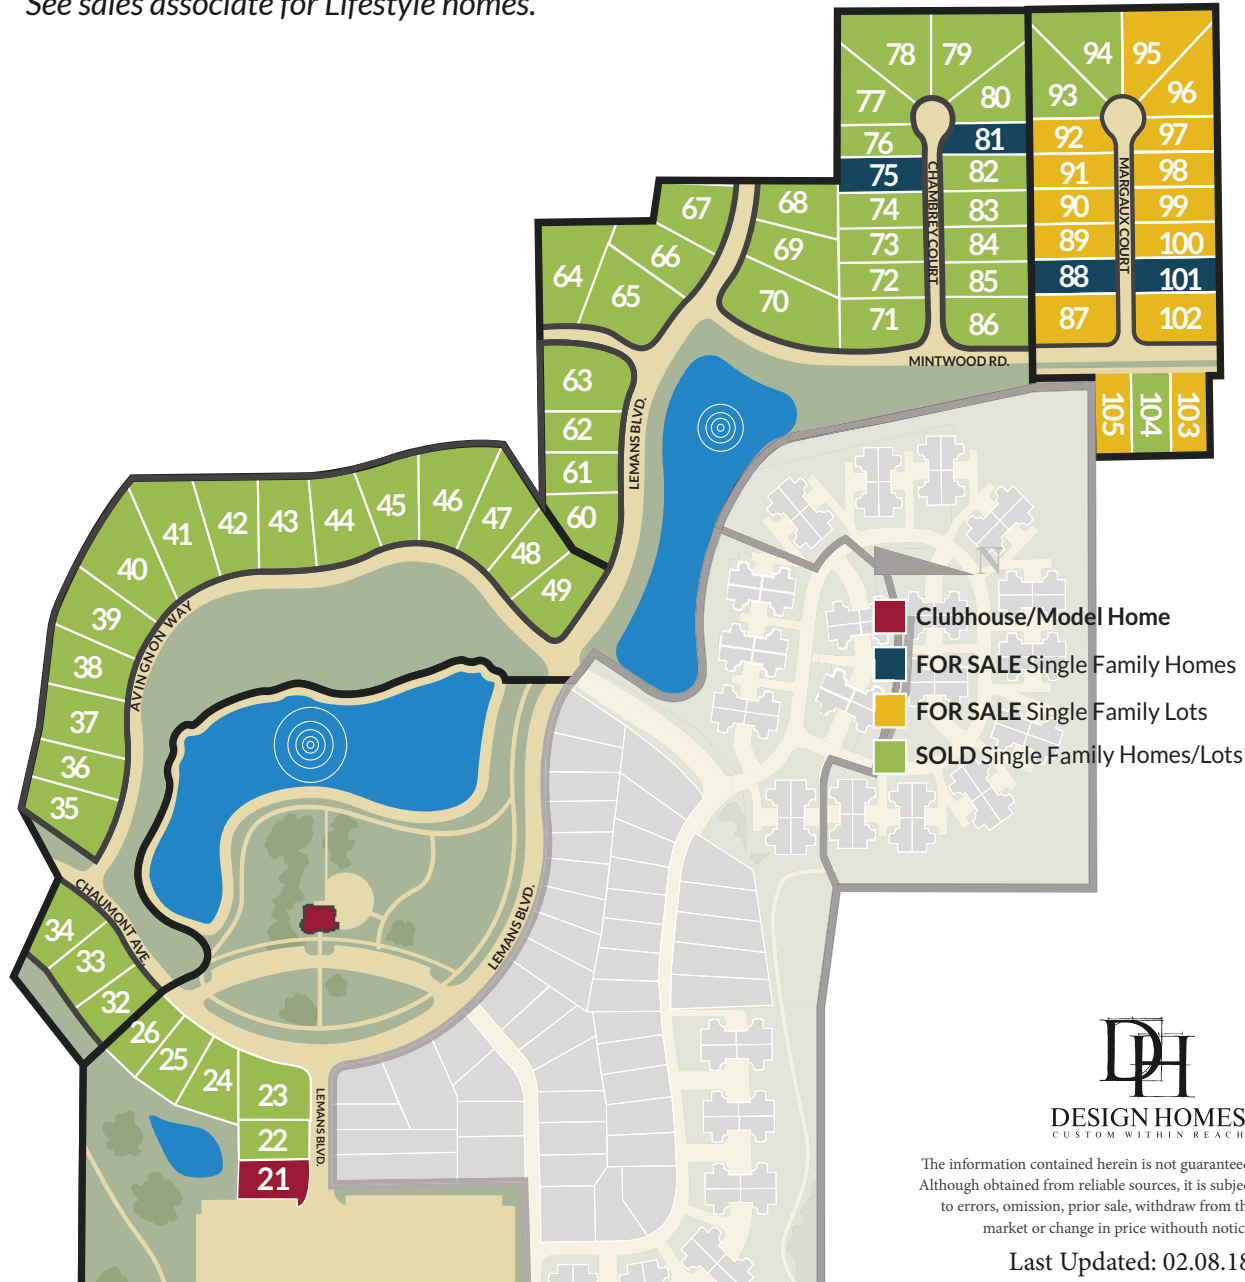 See sales associate for Lifestyle homes.
78 79
94 95
77 80
93 96
76 81
92 97
75 82
91 98
74 83
90 99
73 84
89 100
72 85
88 101
71 86
87 102
CHAMBREY COURT
MARGAUX COURT
67 68
66 69
64 65 70
MINTWOOD RD.
105 104 103
63
62
61
60
LEMANS BLVD.
40 41 42 43 44 45 46 47 48 49
39
38
37
36
35
AVINGNON WAY
N
Clubhouse/Model Home
FOR SALE Single Family Homes
FOR SALE Single Family Lots
SOLD Single Family Homes/Lots
CHAUMONT AVE.
LEMANS BLVD.
34
33
32
26
25
24
23
22
21
LEMANS BLVD.
DH
DESIGN HOMES
CUSTOM WITHIN REACH
The information contained herein is not guarantee
Although obtained from reliable sources, it is subje
to errors, omission, prior sale, withdraw from th
market or change in price withouth notic
Last Updated: 02.08.18